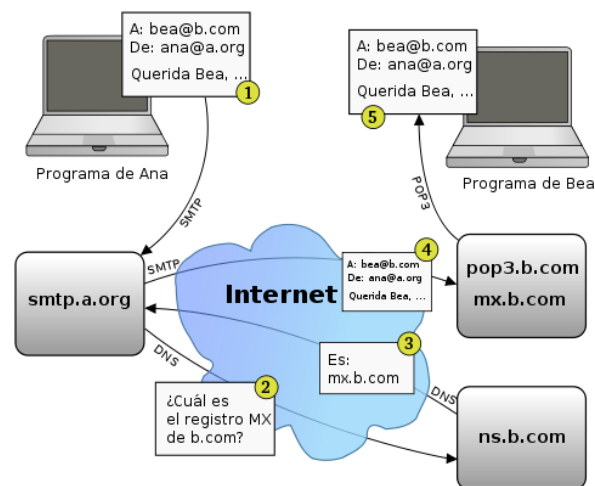 A: bea@b.com
De: ana@a.org
Querida Bea, ...
1
Programa de Ana
A: bea@b.com
De: ana@a.org
Querida Bea, ...
5
Programa de Bea
SMTP
POP3
smtp.a.org
SMTP
Internet
A: bea@b.com
De: ana@a.org
Querida Bea, ...
4
pop3.b.com
mx.b.com
DNS
¿Cuál es
el registro MX
de b.com?
2
Es:
mx.b.com
3
DNS
ns.b.com